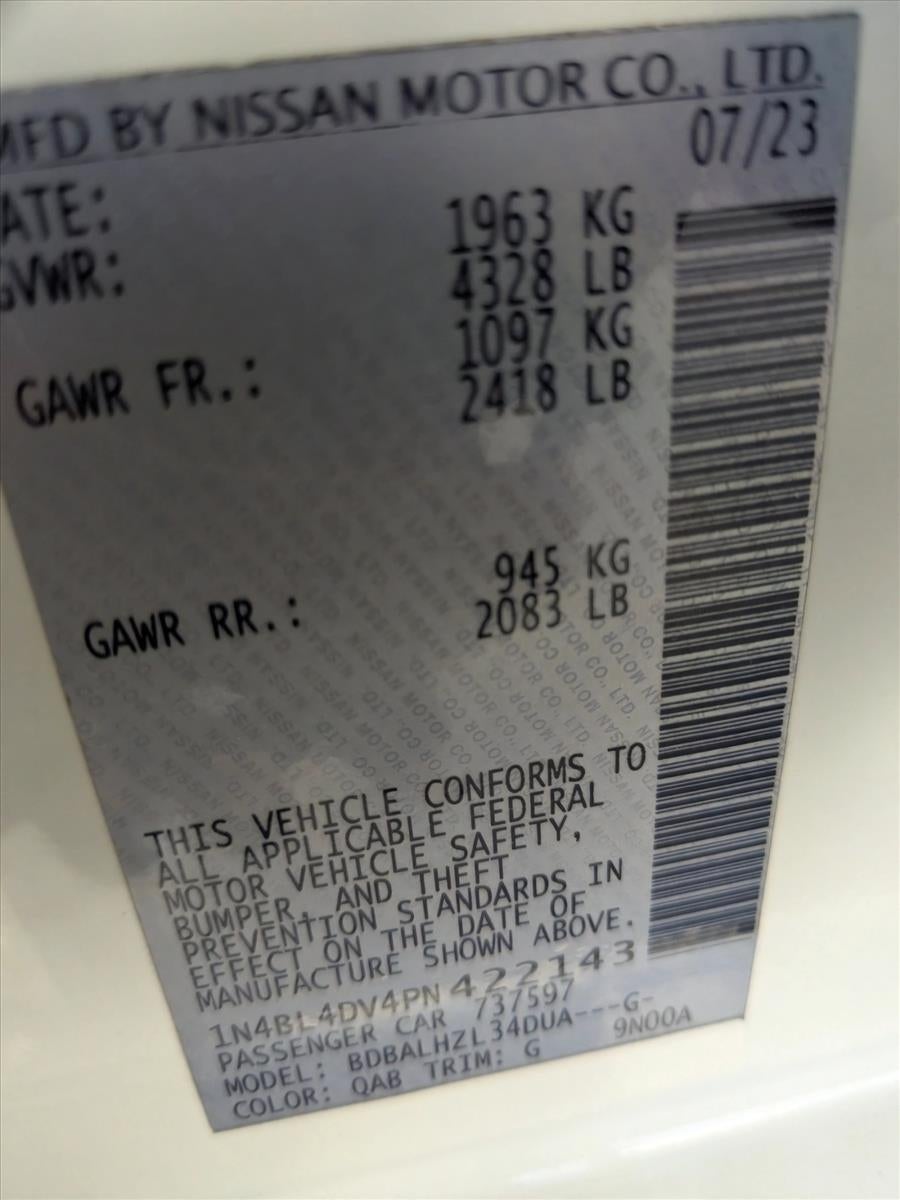 MFD BY NISSAN MOTOR CO., LTD.
ATE: 07/23
GVWR: 1963 KG
4328 LB
GAWR FR.: 1097 KG
2418 LB
GAWR RR.: 945 KG
2083 LB
THIS VEHICLE CONFORMS TO
ALL APPLICABLE FEDERAL
MOTOR VEHICLE SAFETY,
BUMPER, AND THEFT
PREVENTION STANDARDS IN
EFFECT ON THE DATE OF
MANUFACTURE SHOWN ABOVE.
1N4BL4DV4PN422143
PASSENGER CAR 737597
MODEL: BDBALHZL34DUA---G-
COLOR: QAB TRIM: G 9N00A